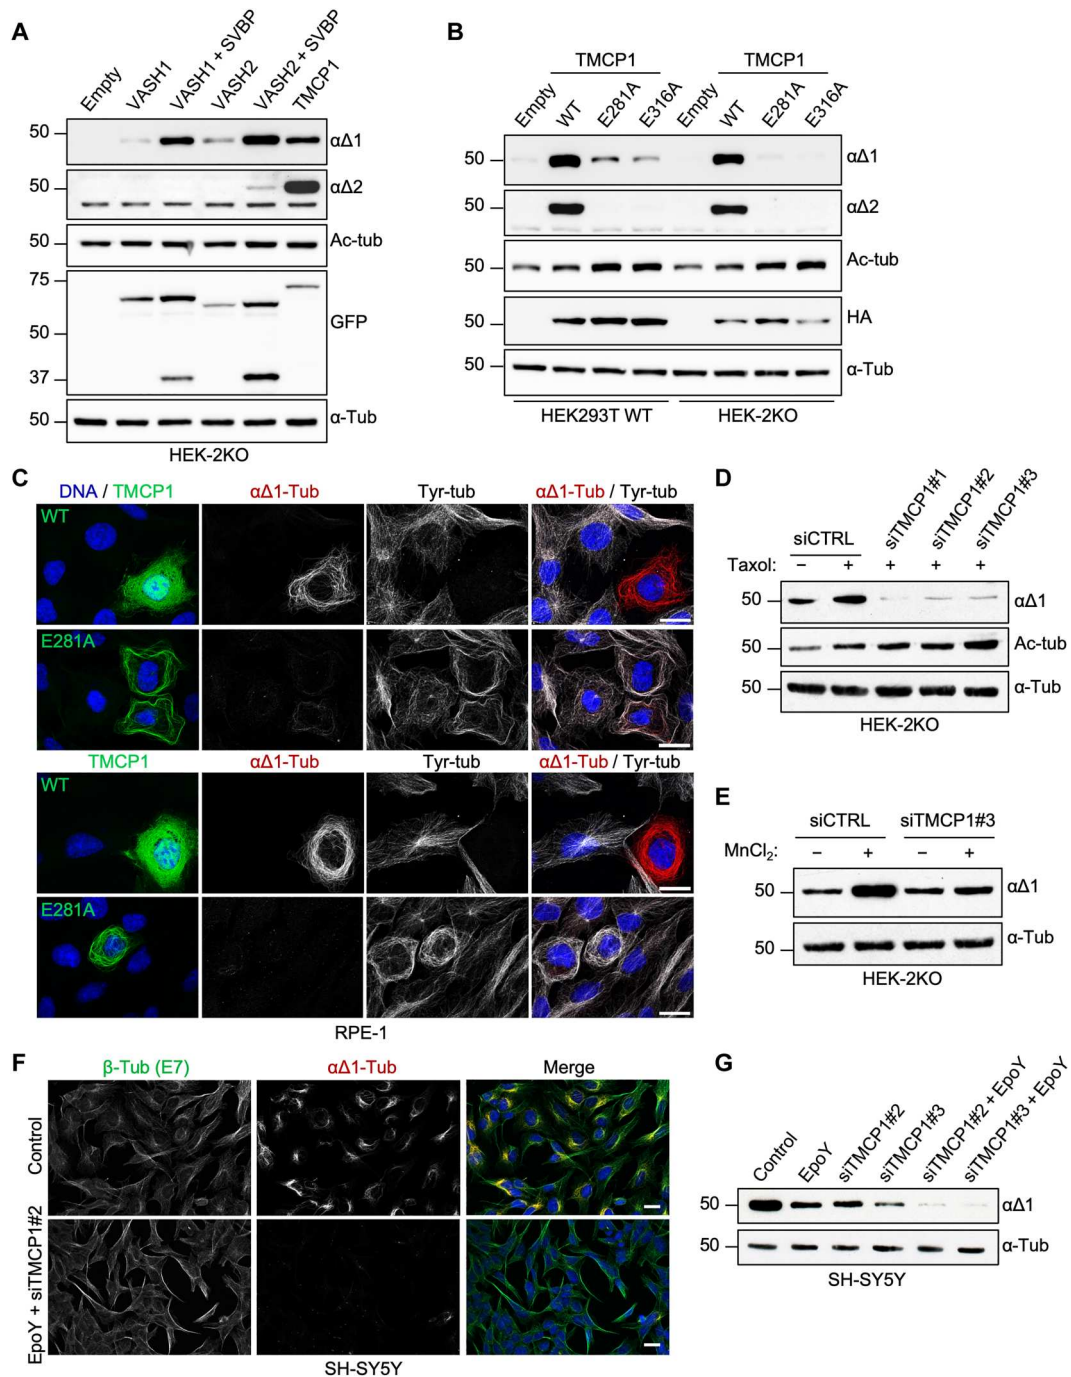 A
Empty
VASH1
VASH1 + SVBP
VASH2
VASH2 + SVBP
TMCP1
50
αΔ1
50
αΔ2
50
Ac-tub
75
50
37
GFP
50
α-Tub
HEK-2KO
B
TMCP1
TMCP1
Empty
WT
E281A
E316A
Empty
WT
E281A
E316A
50
αΔ1
50
αΔ2
50
Ac-tub
50
HA
50
α-Tub
HEK293T WT
HEK-2KO
C
DNA / TMCP1
αΔ1-Tub
Tyr-tub
αΔ1-Tub / Tyr-tub
WT
E281A
TMCP1
αΔ1-Tub
Tyr-tub
αΔ1-Tub / Tyr-tub
WT
E281A
RPE-1
D
siCTRL
siTMCP1#1
siTMCP1#2
siTMCP1#3
Taxol: – + + + +
50
αΔ1
50
Ac-tub
50
α-Tub
HEK-2KO
E
siCTRL
siTMCP1#3
MnCl₂: – + – +
50
αΔ1
50
α-Tub
HEK-2KO
F
β-Tub (E7)
αΔ1-Tub
Merge
Control
EpoY + siTMCP1#2
SH-SY5Y
G
Control
EpoY
siTMCP1#2
siTMCP1#3
siTMCP1#2 + EpoY
siTMCP1#3 + EpoY
50
αΔ1
50
α-Tub
SH-SY5Y